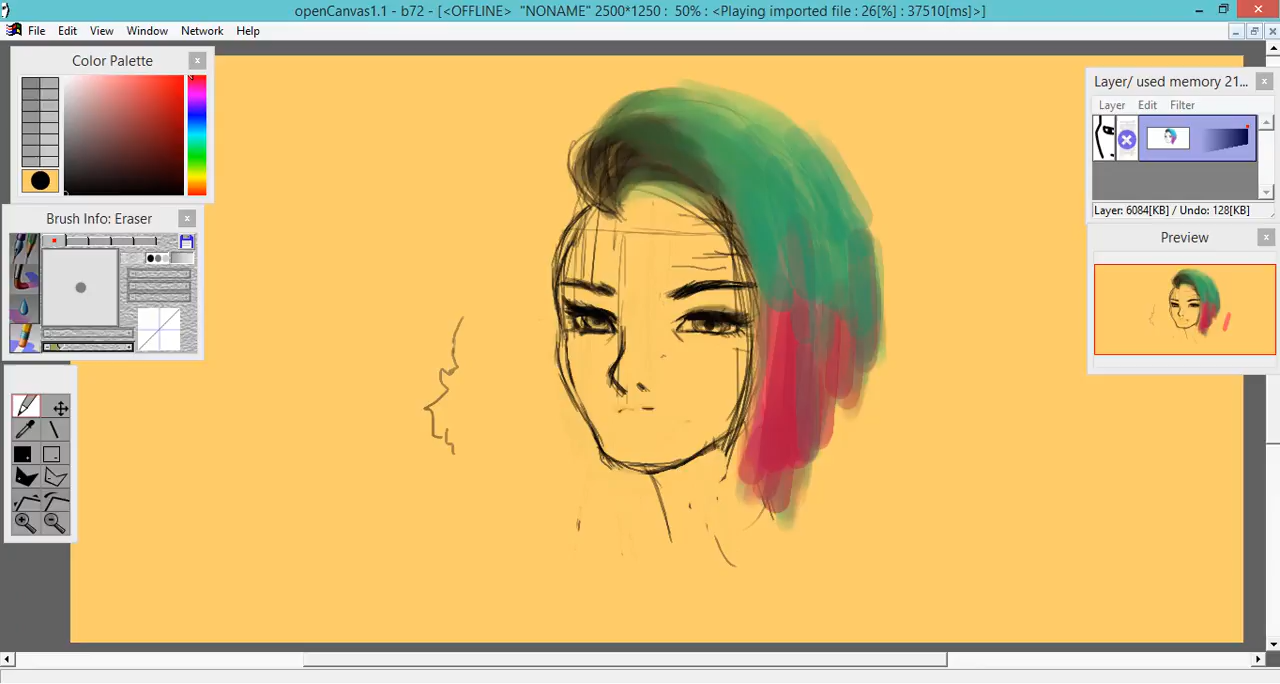 openCanvas1.1 - b72 - [<OFFLINE> "NONAME" 2500*1250 : 50% : <Playing imported file : 26[%] : 37510[ms]>]
File Edit View Window Network Help
Color Palette
Brush Info: Eraser
Layer/ used memory 21...
Layer Edit Filter
Layer: 6084[KB] / Undo: 128[KB]
Preview